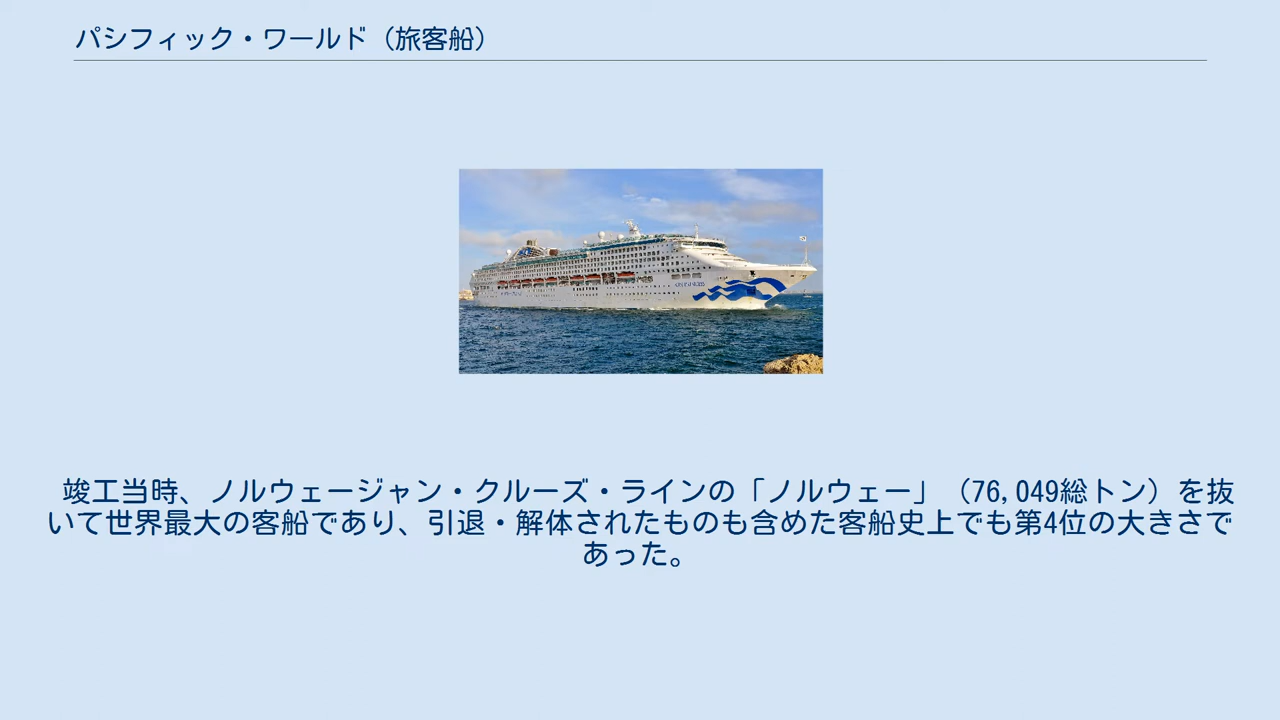 パシフィック・ワールド（旅客船）
竣工当時、ノルウェージャン・クルーズ・ラインの「ノルウェー」（76,049総トン）を抜
いて世界最大の客船であり、引退・解体されたものも含めた客船史上でも第4位の大きさで
あった。